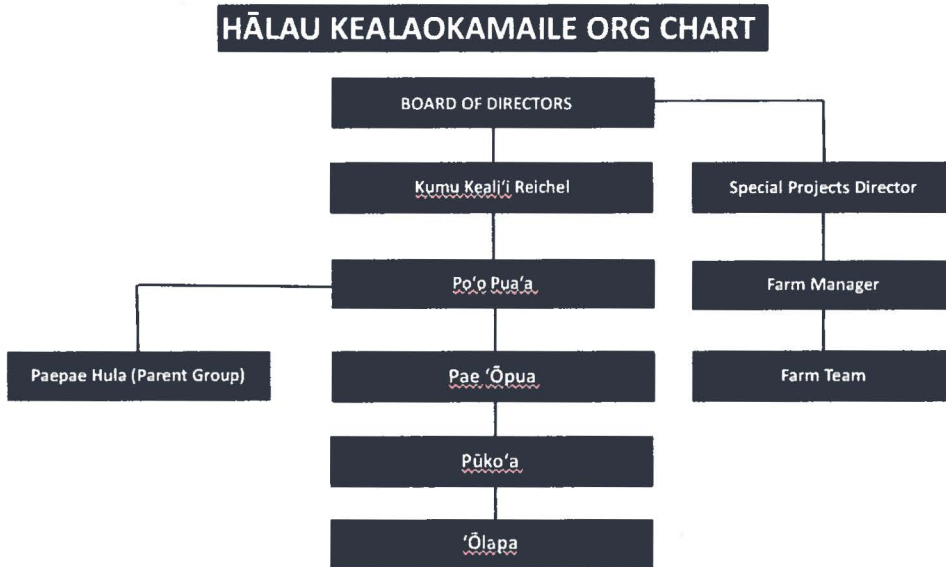 HĀLAU KEALAOKAMAILE ORG CHART
BOARD OF DIRECTORS
Kumu Keali‘i Reichel
Special Projects Director
Po‘o Pua‘a
Farm Manager
Paepae Hula (Parent Group)
Pae ‘Ōpua
Farm Team
Pūko‘a
‘Ōlapa